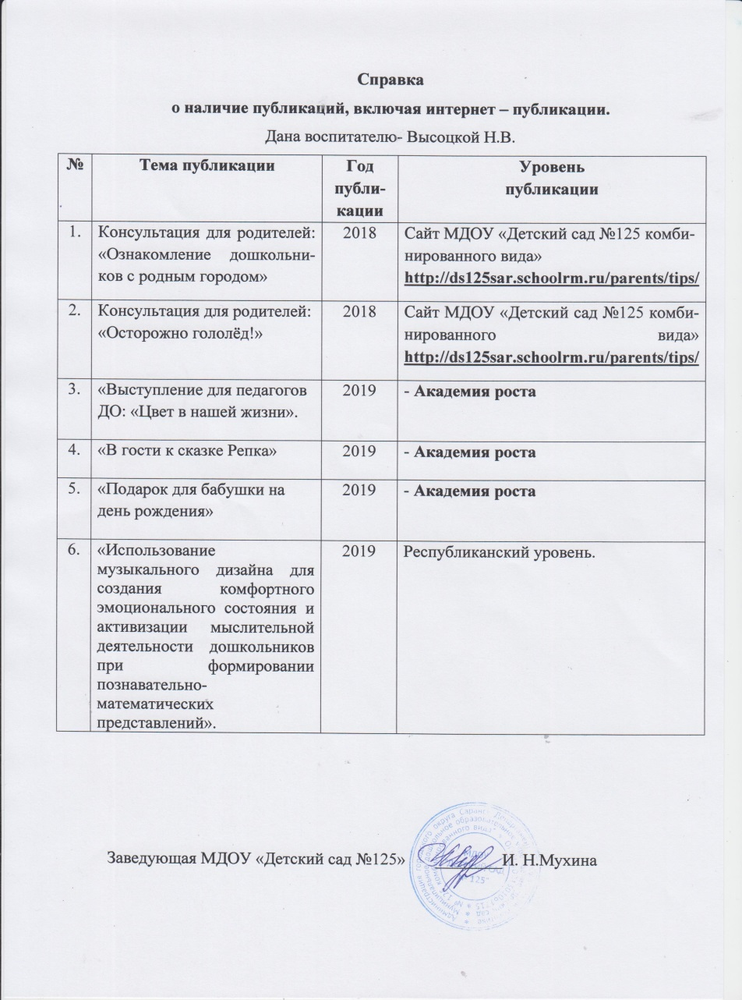 Справка
о наличие публикаций, включая интернет – публикации.
Дана воспитателю- Высоцкой Н.В.
№ Тема публикации Год публи-кации Уровень публикации
1. Консультация для родителей: «Ознакомление дошкольни-ков с родным городом» 2018 Сайт МДОУ «Детский сад №125 комби-нированного вида» http://ds125sar.schoolrm.ru/parents/tips/
2. Консультация для родителей: «Осторожно гололёд!» 2018 Сайт МДОУ «Детский сад №125 комби-нированного вида» http://ds125sar.schoolrm.ru/parents/tips/
3. «Выступление для педагогов ДО: «Цвет в нашей жизни». 2019 - Академия роста
4. «В гости к сказке Репка» 2019 - Академия роста
5. «Подарок для бабушки на день рождения» 2019 - Академия роста
6. «Использование 2019 Республиканский уровень.
музыкального дизайна для
создания комфортного
эмоционального состояния и
активизации мыслительной
деятельности дошкольников
при формировании
познавательно-
математических
представлений».
Заведующая МДОУ «Детский сад №125» И. Н.Мухина